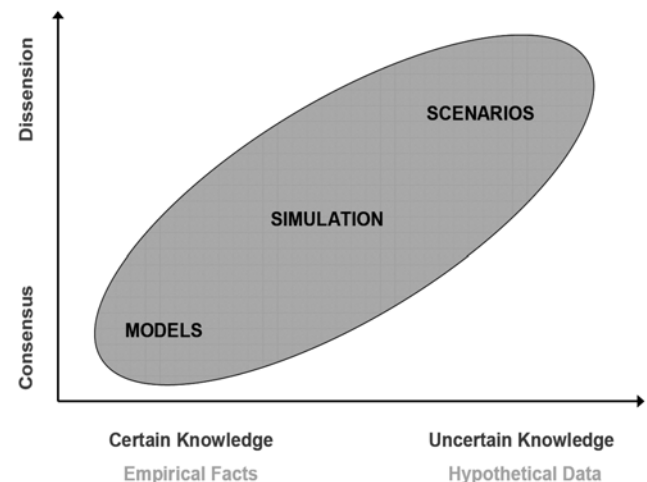 Dissension
SCENARIOS
SIMULATION
Consensus
MODELS
Certain Knowledge
Uncertain Knowledge
Empirical Facts
Hypothetical Data